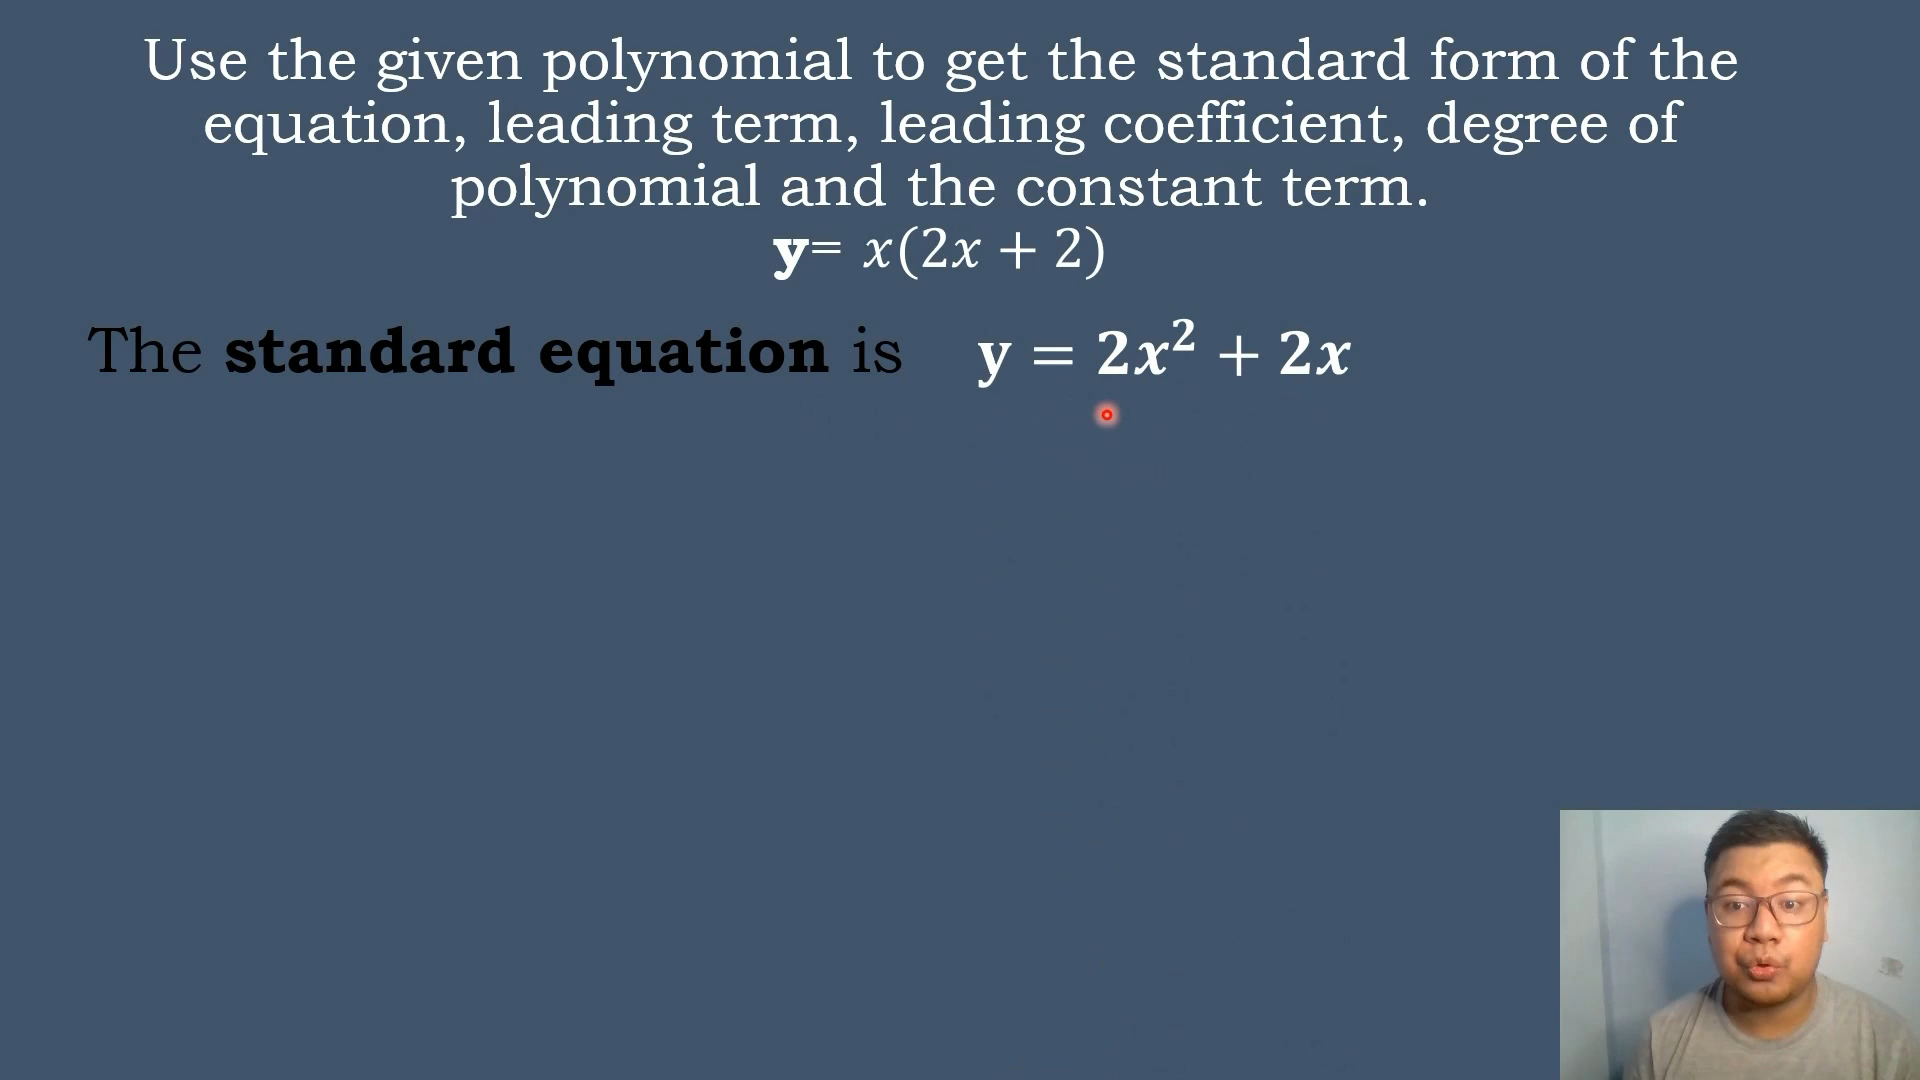 Use the given polynomial to get the standard form of the
equation, leading term, leading coefficient, degree of
polynomial and the constant term.
y= x(2x + 2)
The standard equation is y = 2x² + 2x